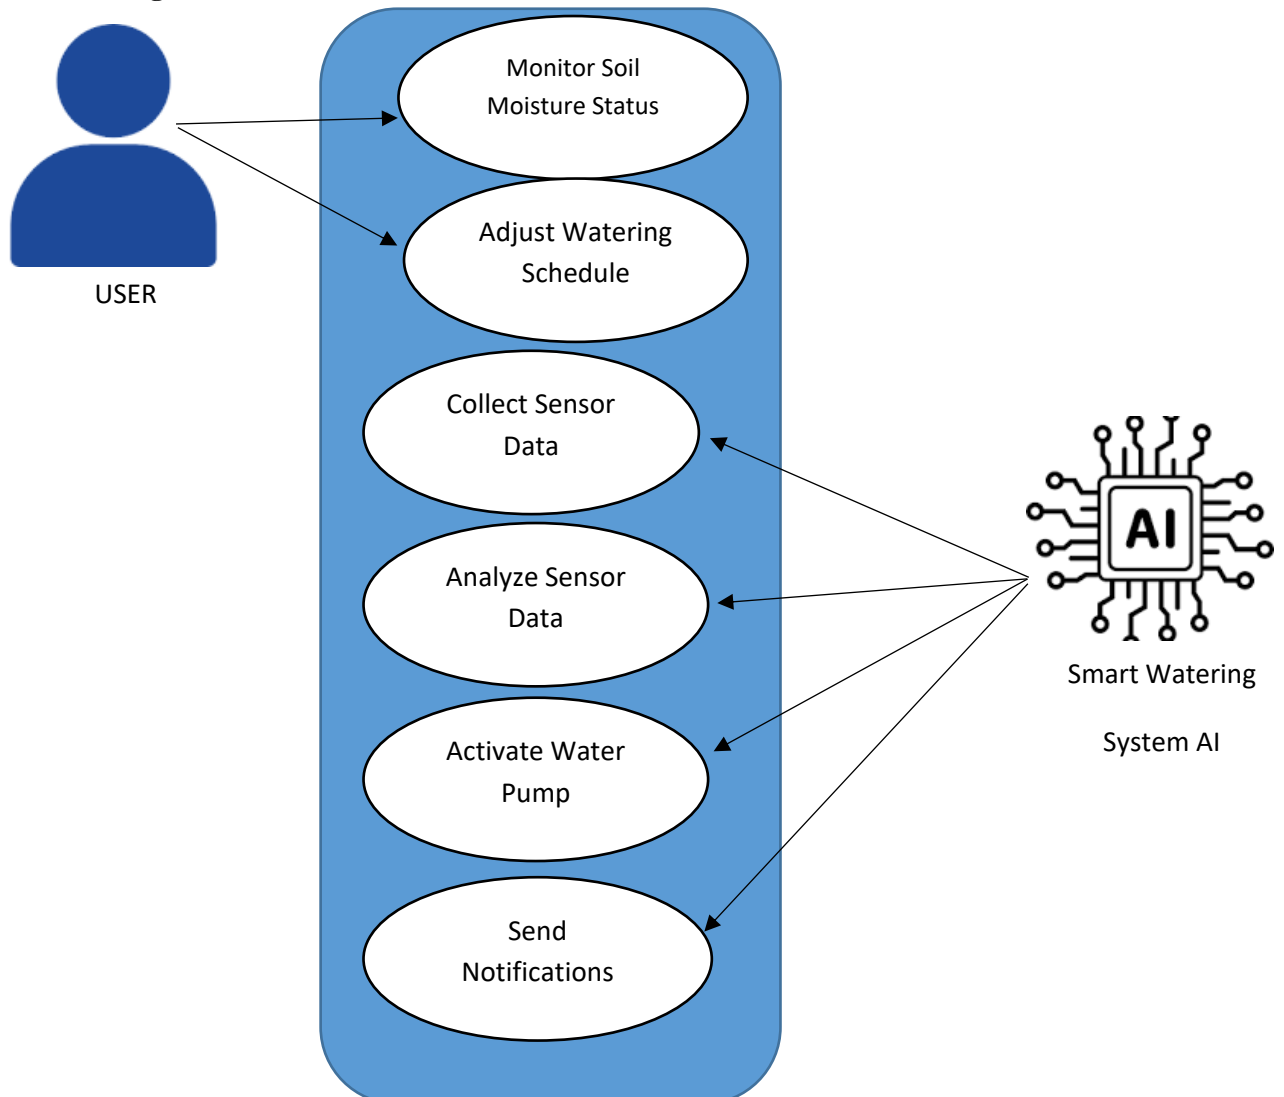 Monitor Soil
Moisture Status
Adjust Watering
Schedule
USER
Collect Sensor
Data
Analyze Sensor
Data
AI
Smart Watering
System AI
Activate Water
Pump
Send
Notifications